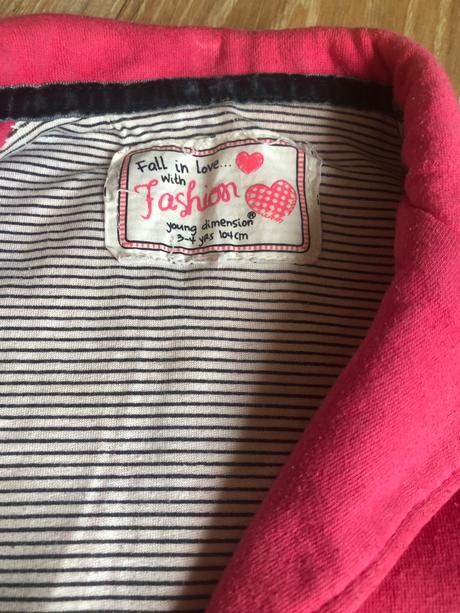 Fall in love...
with
Fashion
young dimension®
3-4 yrs 104cm